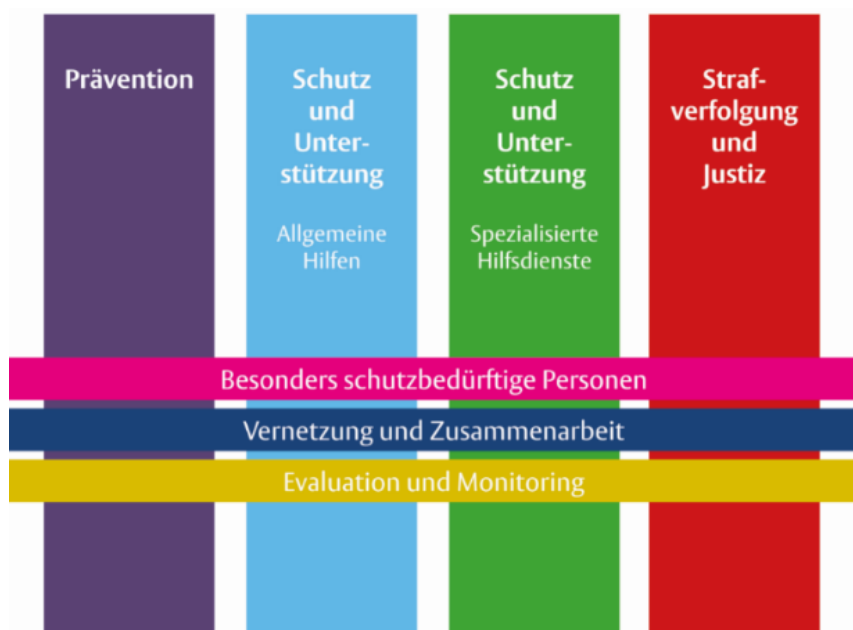 Prävention
Schutz
und
Unter-
stützung
Allgemeine
Hilfen
Schutz
und
Unter-
stützung
Spezialisierte
Hilfsdienste
Straf-
verfolgung
und
Justiz
Besonders schutzbedürftige Personen
Vernetzung und Zusammenarbeit
Evaluation und Monitoring